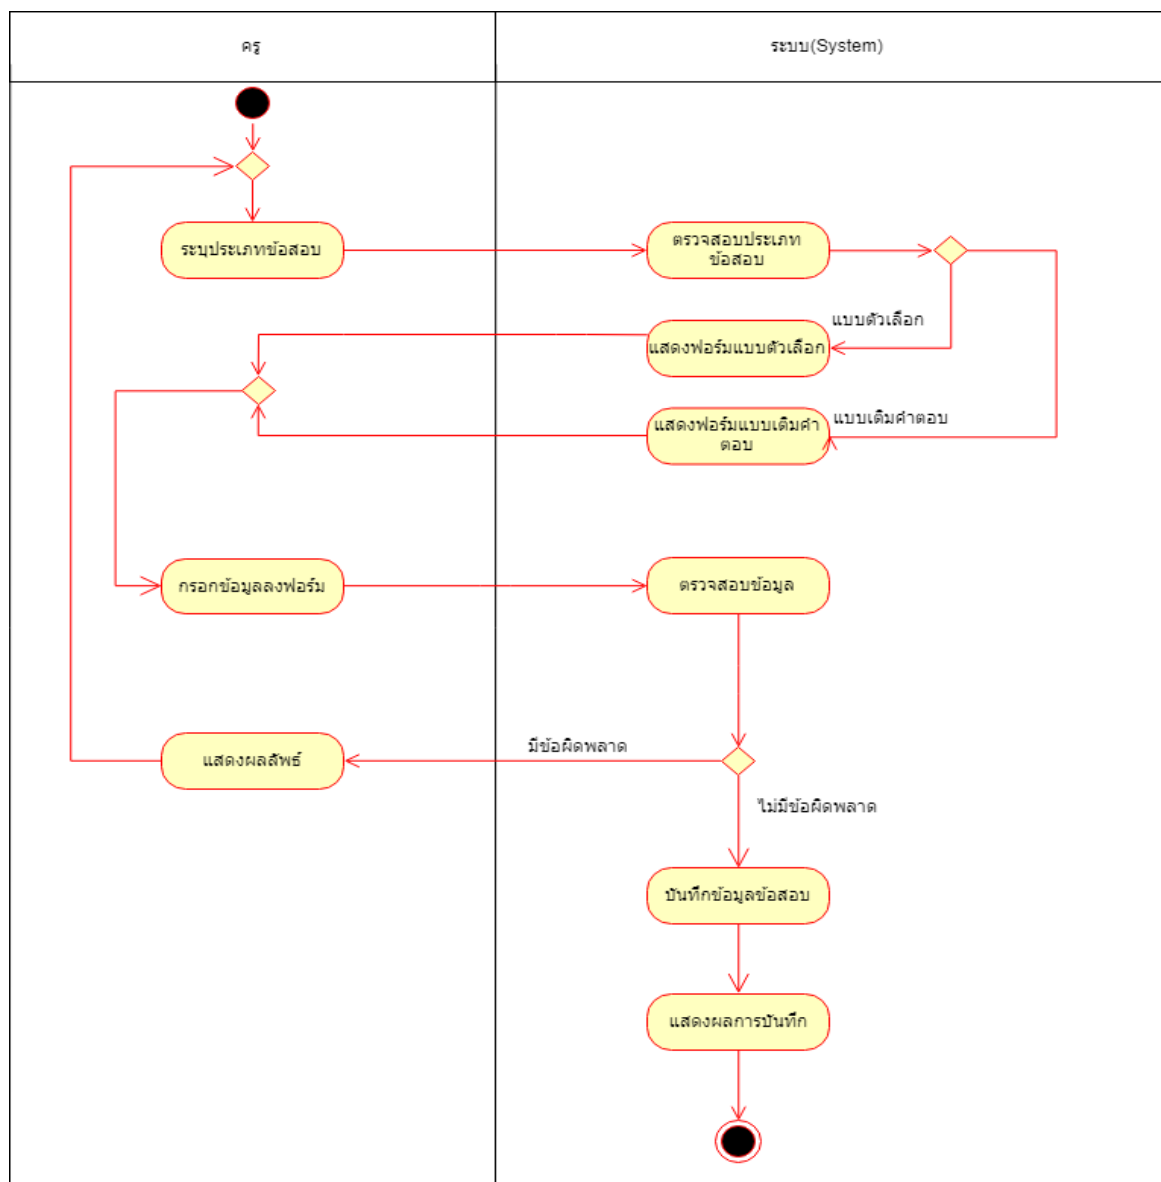 ครู
ระบบ(System)
ระบุประเภทข้อสอบ
ตรวจสอบประเภท
ข้อสอบ
แบบตัวเลือก
แสดงฟอร์มแบบตัวเลือก
แบบเติมคำตอบ
แสดงฟอร์มแบบเติมคำ
ตอบ
กรอกข้อมูลลงฟอร์ม
ตรวจสอบข้อมูล
มีข้อผิดพลาด
แสดงผลลัพธ์
ไม่มีข้อผิดพลาด
บันทึกข้อมูลข้อสอบ
แสดงผลการบันทึก